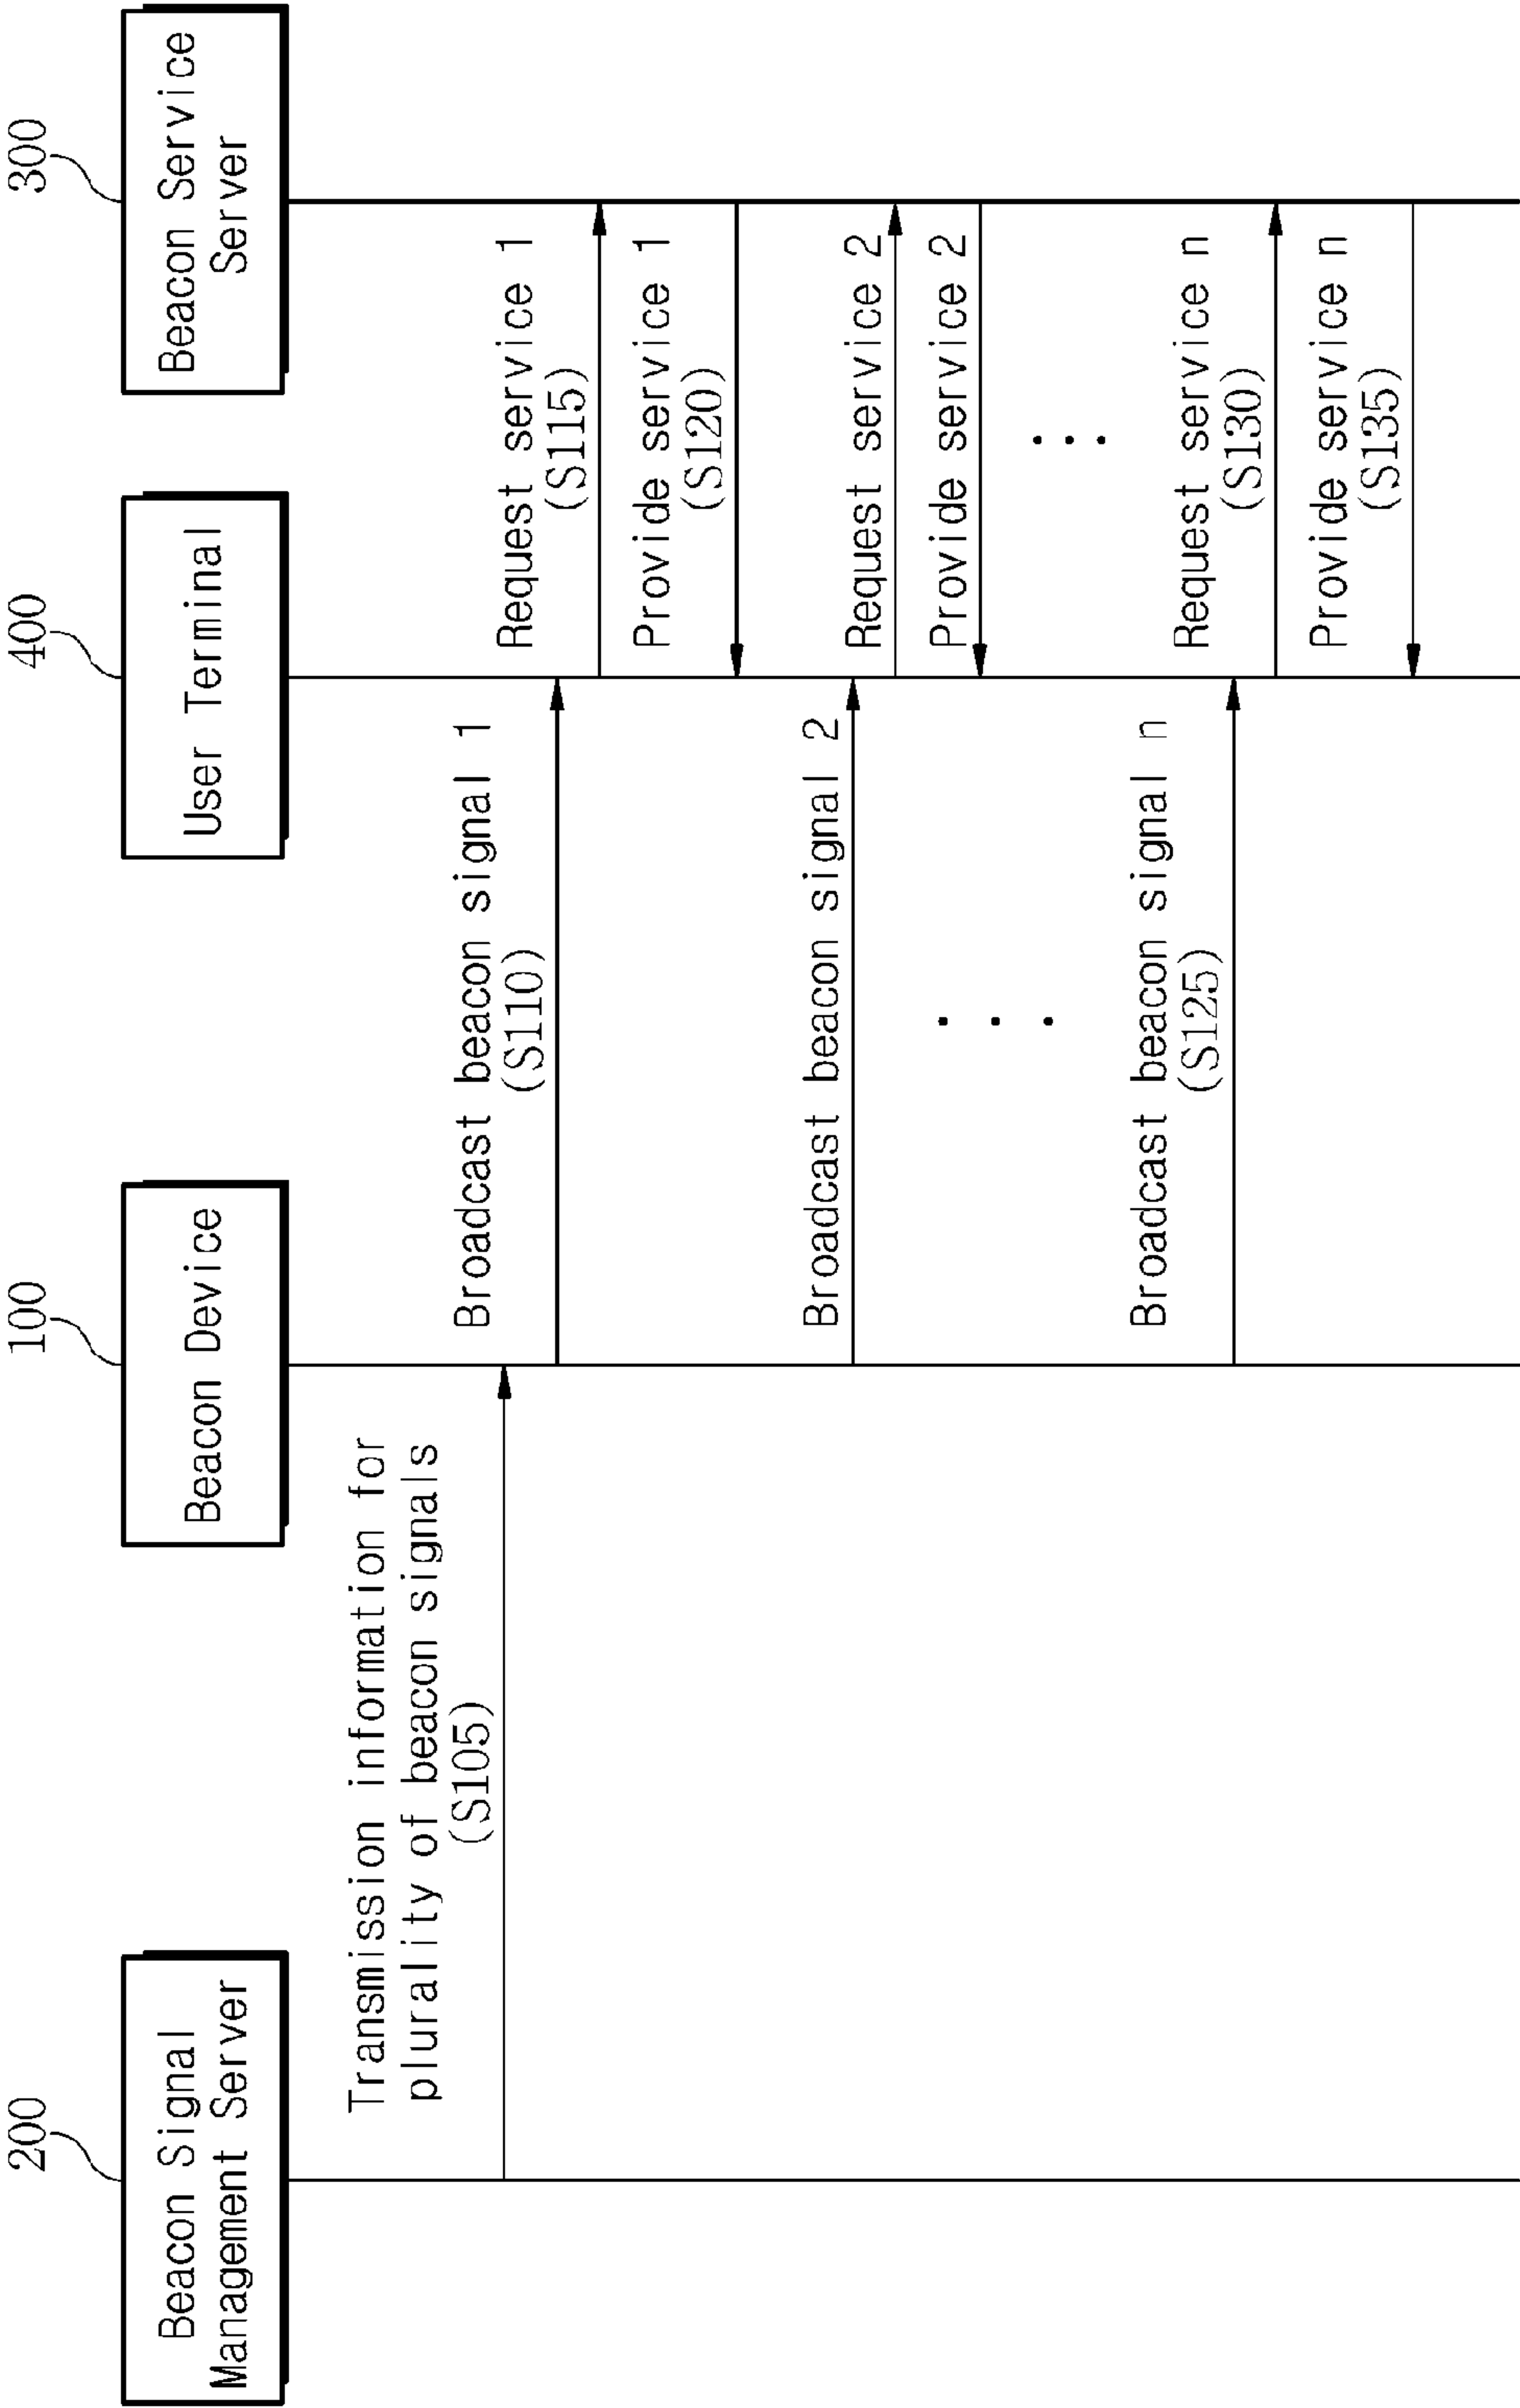 200
100
400
300
Beacon Signal
Management Server
Beacon Device
User Terminal
Beacon Service
Server
Transmission information for
plurality of beacon signals
(S105)
Broadcast beacon signal 1
(S110)
Request service 1
(S115)
Provide service 1
(S120)
Broadcast beacon signal 2
Request service 2
Provide service 2
. . .
. . .
Broadcast beacon signal n
(S125)
Request service n
(S130)
Provide service n
(S135)